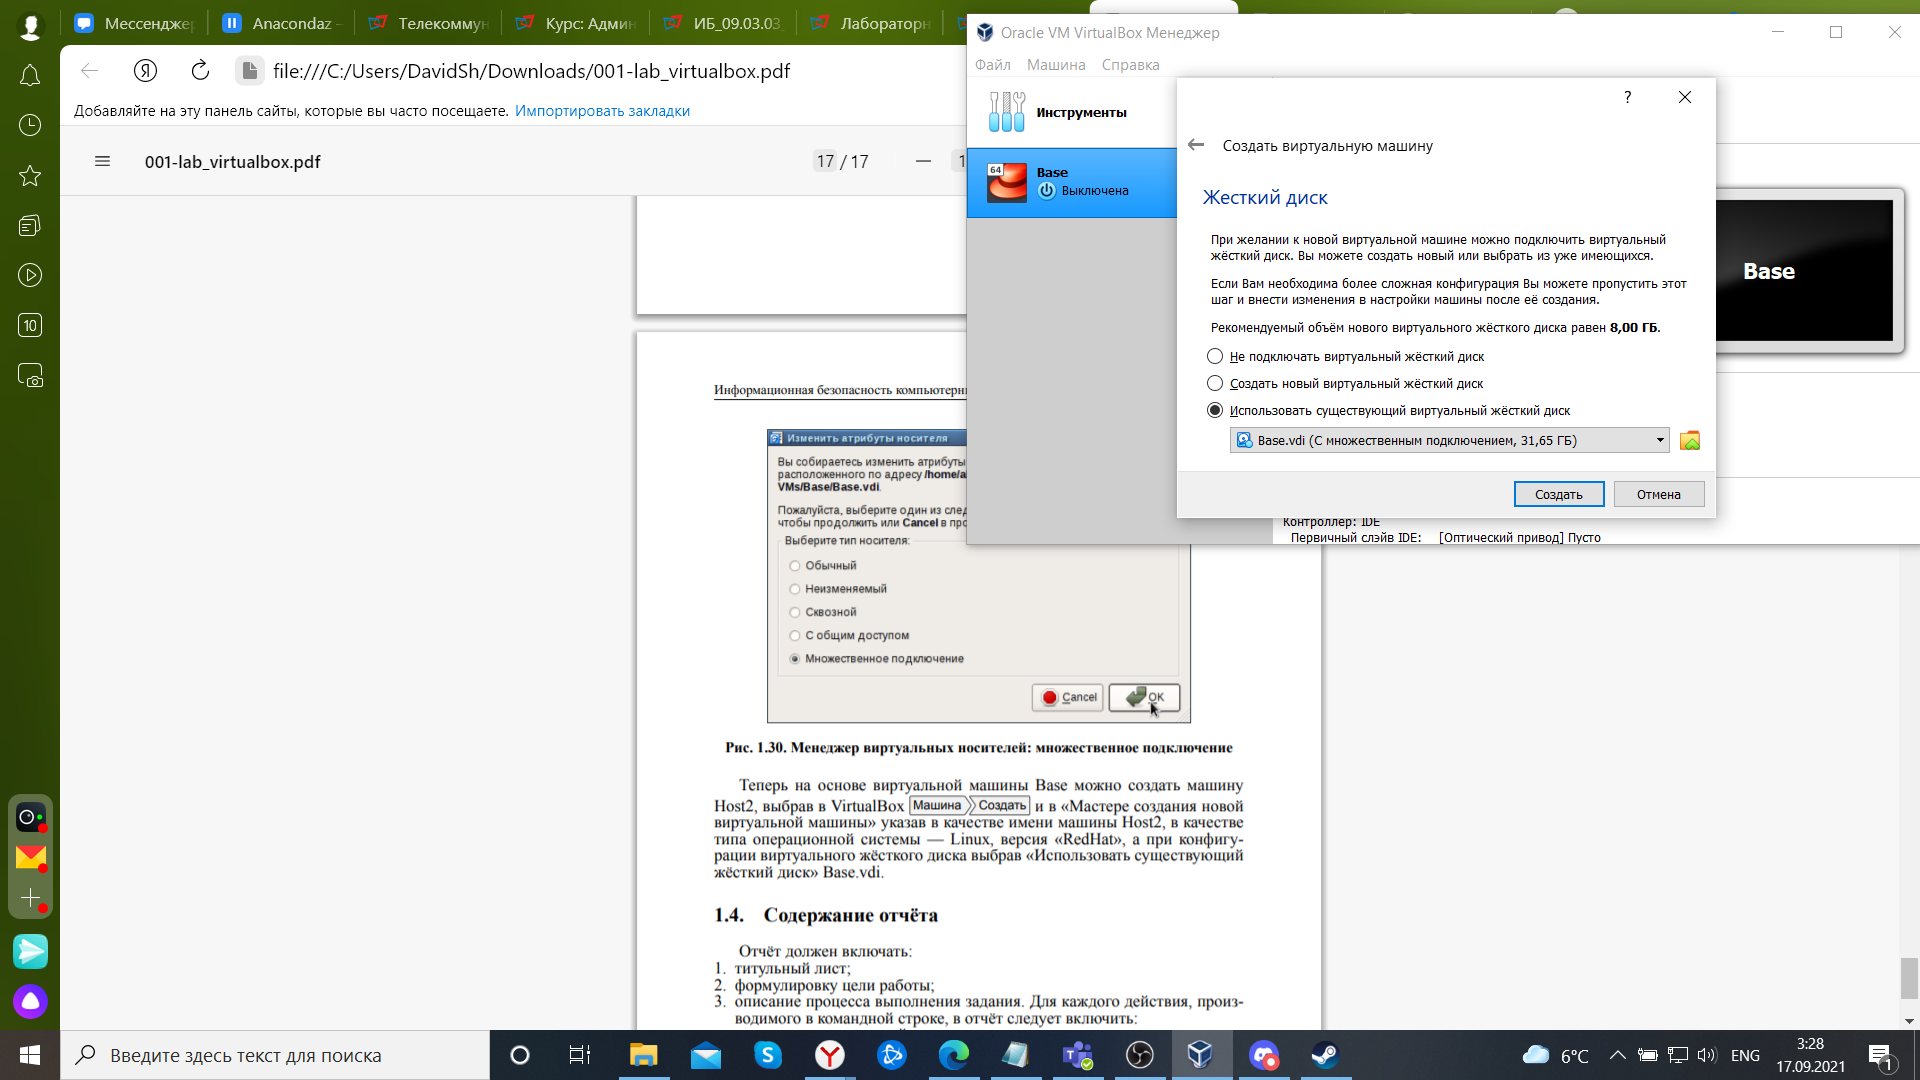 Мессендже
Anacondaz -
Телекоммун
Курс: Адми
ИБ_09.03.03
Лаборатор
file:///C:/Users/DavidSh/Downloads/001-lab_virtualbox.pdf
Добавляйте на эту панель сайты, которые вы часто посещаете. Импортировать закладки
001-lab_virtualbox.pdf
17 / 17
1
10
Oracle VM VirtualBox Менеджер
Файл Машина Справка
Инструменты
64
Base
Выключена
?
Создать виртуальную машину
Жесткий диск
При желании к новой виртуальной машине можно подключить виртуальный
жёсткий диск. Вы можете создать новый или выбрать из уже имеющихся.
Если Вам необходима более сложная конфигурация Вы можете пропустить этот
шаг и внести изменения в настройки машины после её создания.
Рекомендуемый объём нового виртуального жёсткого диска равен 8,00 ГБ.
Не подключать виртуальный жёсткий диск
Создать новый виртуальный жёсткий диск
Использовать существующий виртуальный жёсткий диск
Base.vdi (С множественным подключением, 31,65 ГБ)
Создать
Отмена
Base
Контроллер: IDE
Первичный слэйв IDE: [Оптический привод] Пусто
Информационная безопасность компьютерн
Изменить атрибуты носителя
Вы собираетесь изменить атрибуты
расположенного по адресу /home/a
VMs/Base/Base.vdi.
Пожалуйста, выберите один из сле
чтобы продолжить или Cancel в пр
Выберите тип носителя:
Обычный
Неизменяемый
Сквозной
С общим доступом
Множественное подключение
Cancel
OK
Рис. 1.30. Менеджер виртуальных носителей: множественное подключение
Теперь на основе виртуальной машины Base можно создать машину
Host2, выбрав в VirtualBox Машина Создать и в «Мастере создания новой
виртуальной машины» указав в качестве имени машины Host2, в качестве
типа операционной системы — Linux, версия «RedHat», а при конфигу-
рации виртуального жёсткого диска выбрав «Использовать существующий
жёсткий диск» Base.vdi.
1.4. Содержание отчёта
Отчёт должен включать:
1. титульный лист;
2. формулировку цели работы;
3. описание процесса выполнения задания. Для каждого действия, произ-
водимого в командной строке, в отчёт следует включить:
Введите здесь текст для поиска
6°C
ENG
3:28
17.09.2021
1